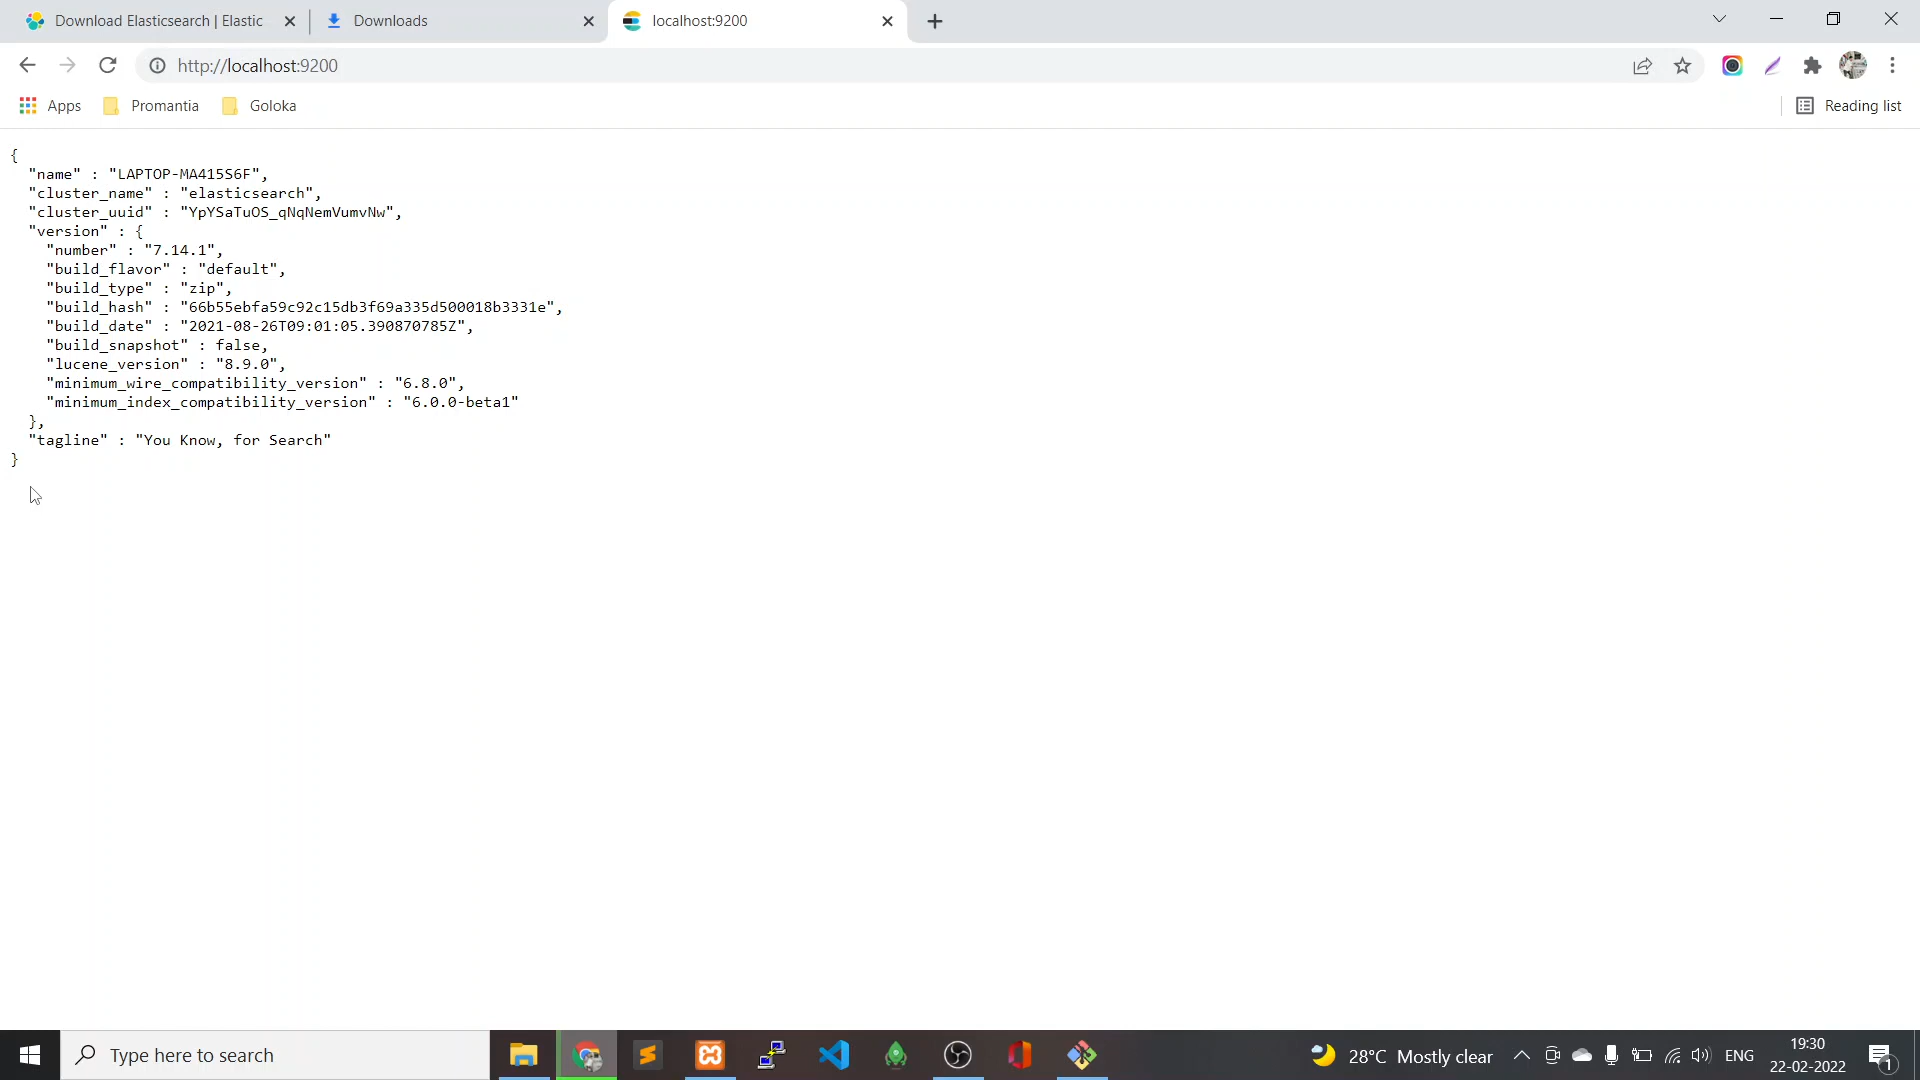 Download Elasticsearch | Elastic
Downloads
localhost:9200
http://localhost:9200
Apps
Promantia
Goloka
Reading list
{
"name" : "LAPTOP-MA415S6F",
"cluster_name" : "elasticsearch",
"cluster_uuid" : "YpYSaTuOS_qNqNemVumvNw",
"version" : {
"number" : "7.14.1",
"build_flavor" : "default",
"build_type" : "zip",
"build_hash" : "66b55ebfa59c92c15db3f69a335d500018b3331e",
"build_date" : "2021-08-26T09:01:05.390870785Z",
"build_snapshot" : false,
"lucene_version" : "8.9.0",
"minimum_wire_compatibility_version" : "6.8.0",
"minimum_index_compatibility_version" : "6.0.0-beta1"
},
"tagline" : "You Know, for Search"
}
Type here to search
28°C Mostly clear
ENG
19:30
22-02-2022
1